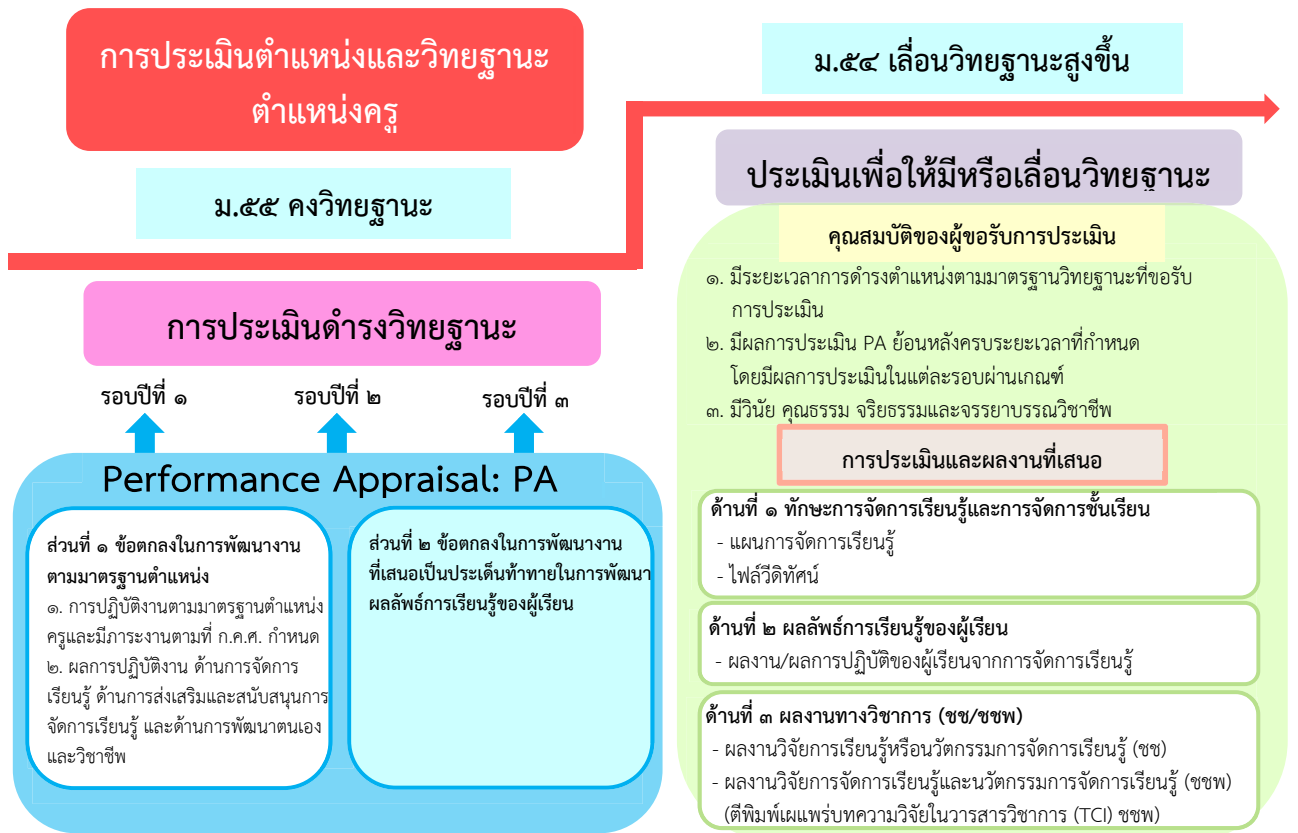 การประเมินตำแหน่งและวิทยฐานะ
ตำแหน่งครู
ม.๕๕ คงวิทยฐานะ
การประเมินดำรงวิทยฐานะ
รอบปีที่ ๑
รอบปีที่ ๒
รอบปีที่ ๓
Performance Appraisal: PA
ส่วนที่ ๑ ข้อตกลงในการพัฒนางาน
ตามมาตรฐานตำแหน่ง
๑. การปฏิบัติงานตามมาตรฐานตำแหน่ง
ครูและมีภาระงานตามที่ ก.ค.ศ. กำหนด
๒. ผลการปฏิบัติงาน ด้านการจัดการ
เรียนรู้ ด้านการส่งเสริมและสนับสนุนการ
จัดการเรียนรู้ และด้านการพัฒนาตนเอง
และวิชาชีพ
ส่วนที่ ๒ ข้อตกลงในการพัฒนางาน
ที่เสนอเป็นประเด็นท้าทายในการพัฒนา
ผลลัพธ์การเรียนรู้ของผู้เรียน
ม.๕๔ เลื่อนวิทยฐานะสูงขึ้น
ประเมินเพื่อให้มีหรือเลื่อนวิทยฐานะ
คุณสมบัติของผู้ขอรับการประเมิน
๑. มีระยะเวลาการดำรงตำแหน่งตามมาตรฐานวิทยฐานะที่ขอรับ
การประเมิน
๒. มีผลการประเมิน PA ย้อนหลังครบระยะเวลาที่กำหนด
โดยมีผลการประเมินในแต่ละรอบผ่านเกณฑ์
๓. มีวินัย คุณธรรม จริยธรรมและจรรยาบรรณวิชาชีพ
การประเมินและผลงานที่เสนอ
ด้านที่ ๑ ทักษะการจัดการเรียนรู้และการจัดการชั้นเรียน
- แผนการจัดการเรียนรู้
- ไฟล์วีดิทัศน์
ด้านที่ ๒ ผลลัพธ์การเรียนรู้ของผู้เรียน
- ผลงาน/ผลการปฏิบัติของผู้เรียนจากการจัดการเรียนรู้
ด้านที่ ๓ ผลงานทางวิชาการ (ชช/ชชพ)
- ผลงานวิจัยการเรียนรู้หรือนวัตกรรมการจัดการเรียนรู้ (ชช)
- ผลงานวิจัยการจัดการเรียนรู้และนวัตกรรมการจัดการเรียนรู้ (ชชพ)
(ตีพิมพ์เผแพร่บทความวิจัยในวารสารวิชาการ (TCI) ชชพ)